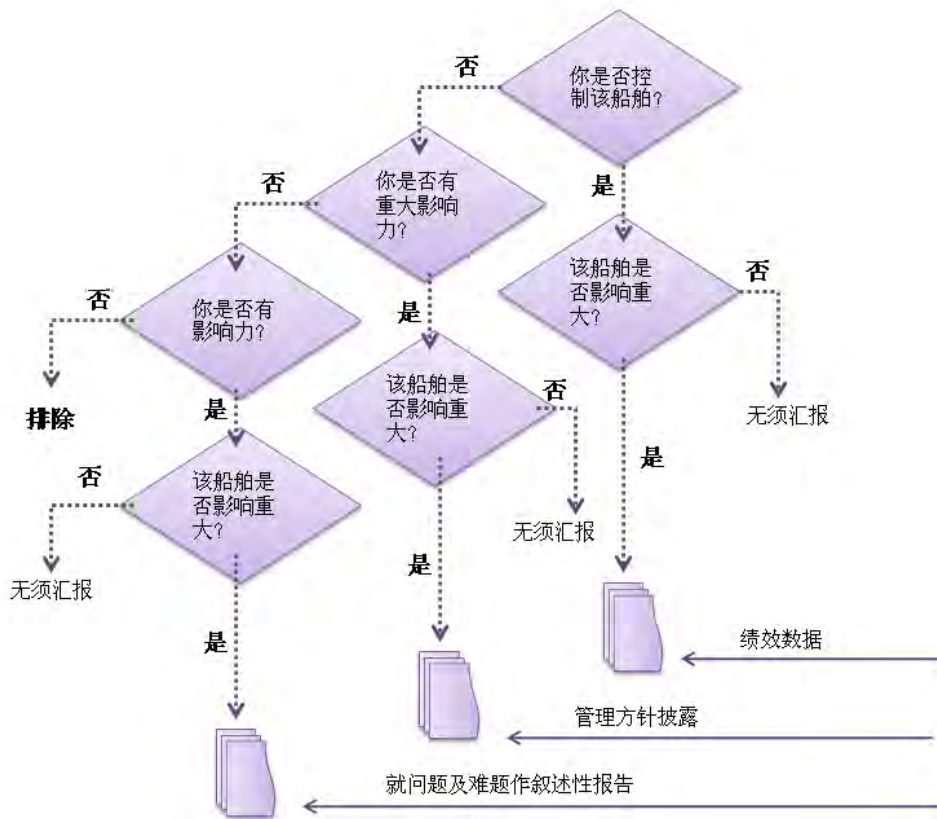 否
你是否控
制该船舶?
否
你是否有
重大影响
力?
是
否
你是否有
影响力?
是
该船舶是
否影响重
大?
否
排除
是
该船舶是
否影响重
大?
否
无须汇报
否
该船舶是
否影响重
大?
是
无须汇报
无须汇报
是
是
绩效数据
管理方针披露
就问题及难题作叙述性报告